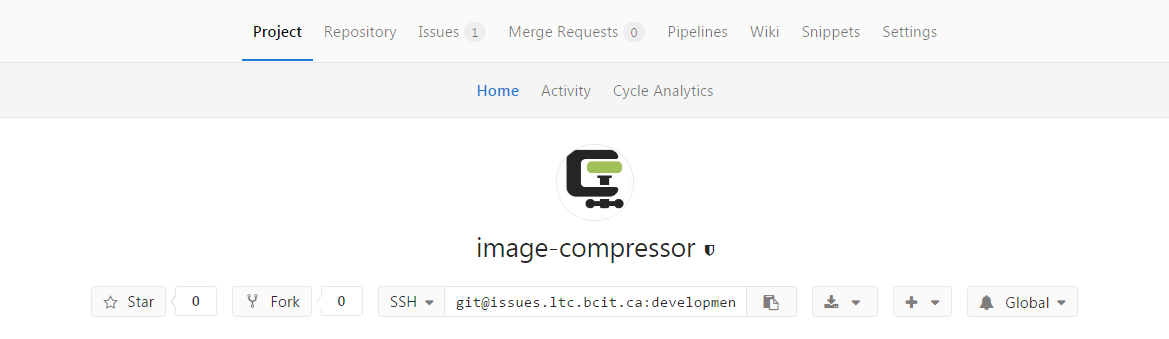 Project Repository Issues 1 Merge Requests 0 Pipelines Wiki Snippets Settings
Home Activity Cycle Analytics
image-compressor
Star 0 Fork 0 SSH git@issues.ltc.bcit.ca:developmen Global